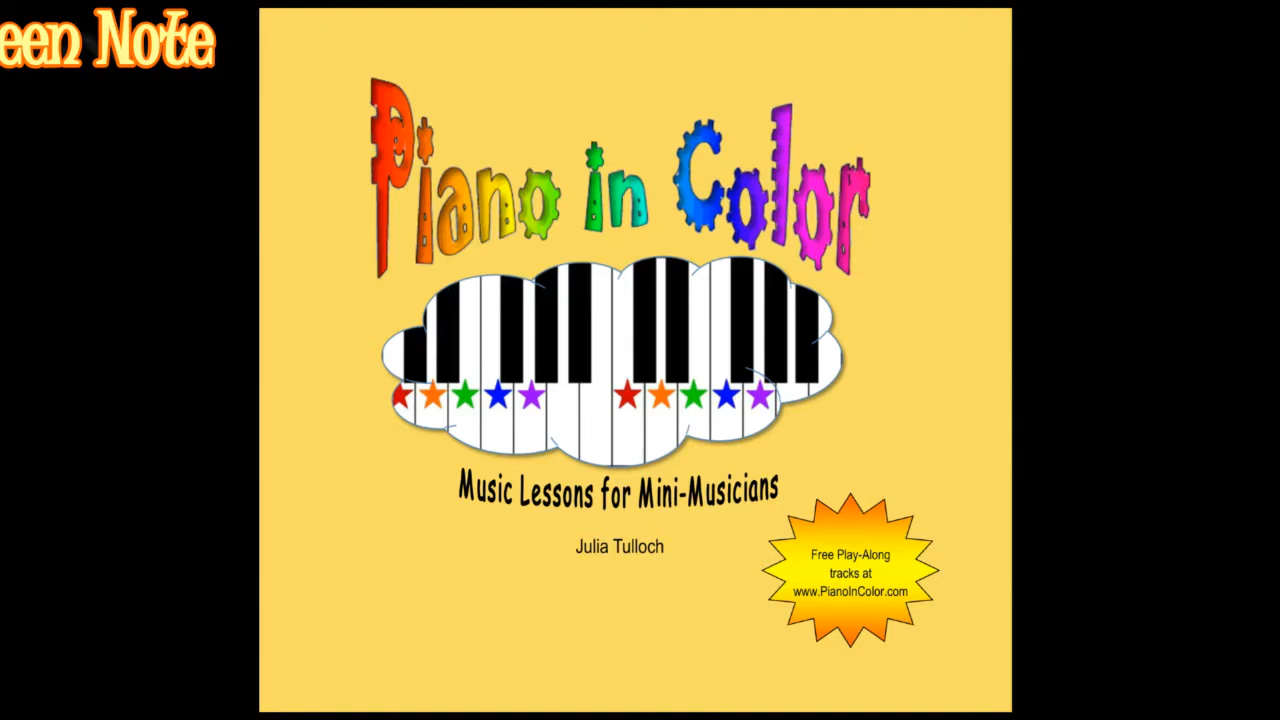 een Note
Piano in Color
Music Lessons for Mini-Musicians
Julia Tulloch
Free Play-Along
tracks at
www.PianoInColor.com